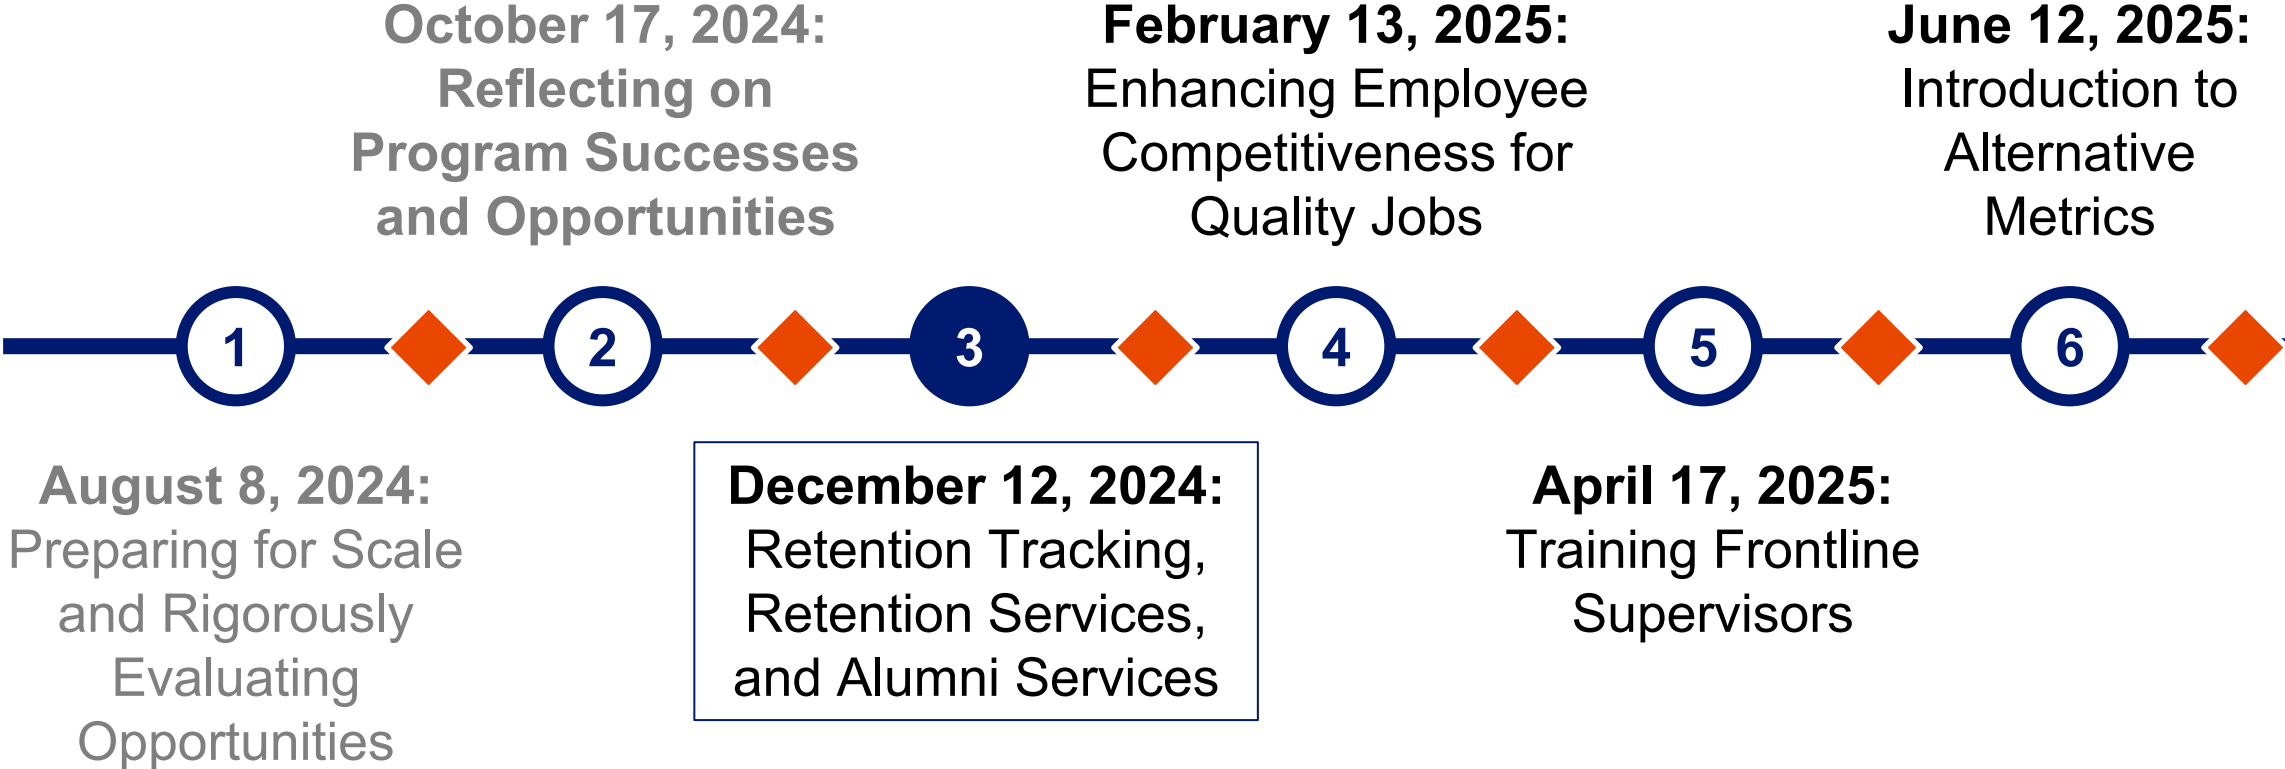 October 17, 2024:
Reflecting on
Program Successes
and Opportunities
February 13, 2025:
Enhancing Employee
Competitiveness for
Quality Jobs
June 12, 2025:
Introduction to
Alternative
Metrics
1
2
3
4
5
6
August 8, 2024:
Preparing for Scale
and Rigorously
Evaluating
Opportunities
December 12, 2024:
Retention Tracking,
Retention Services,
and Alumni Services
April 17, 2025:
Training Frontline
Supervisors